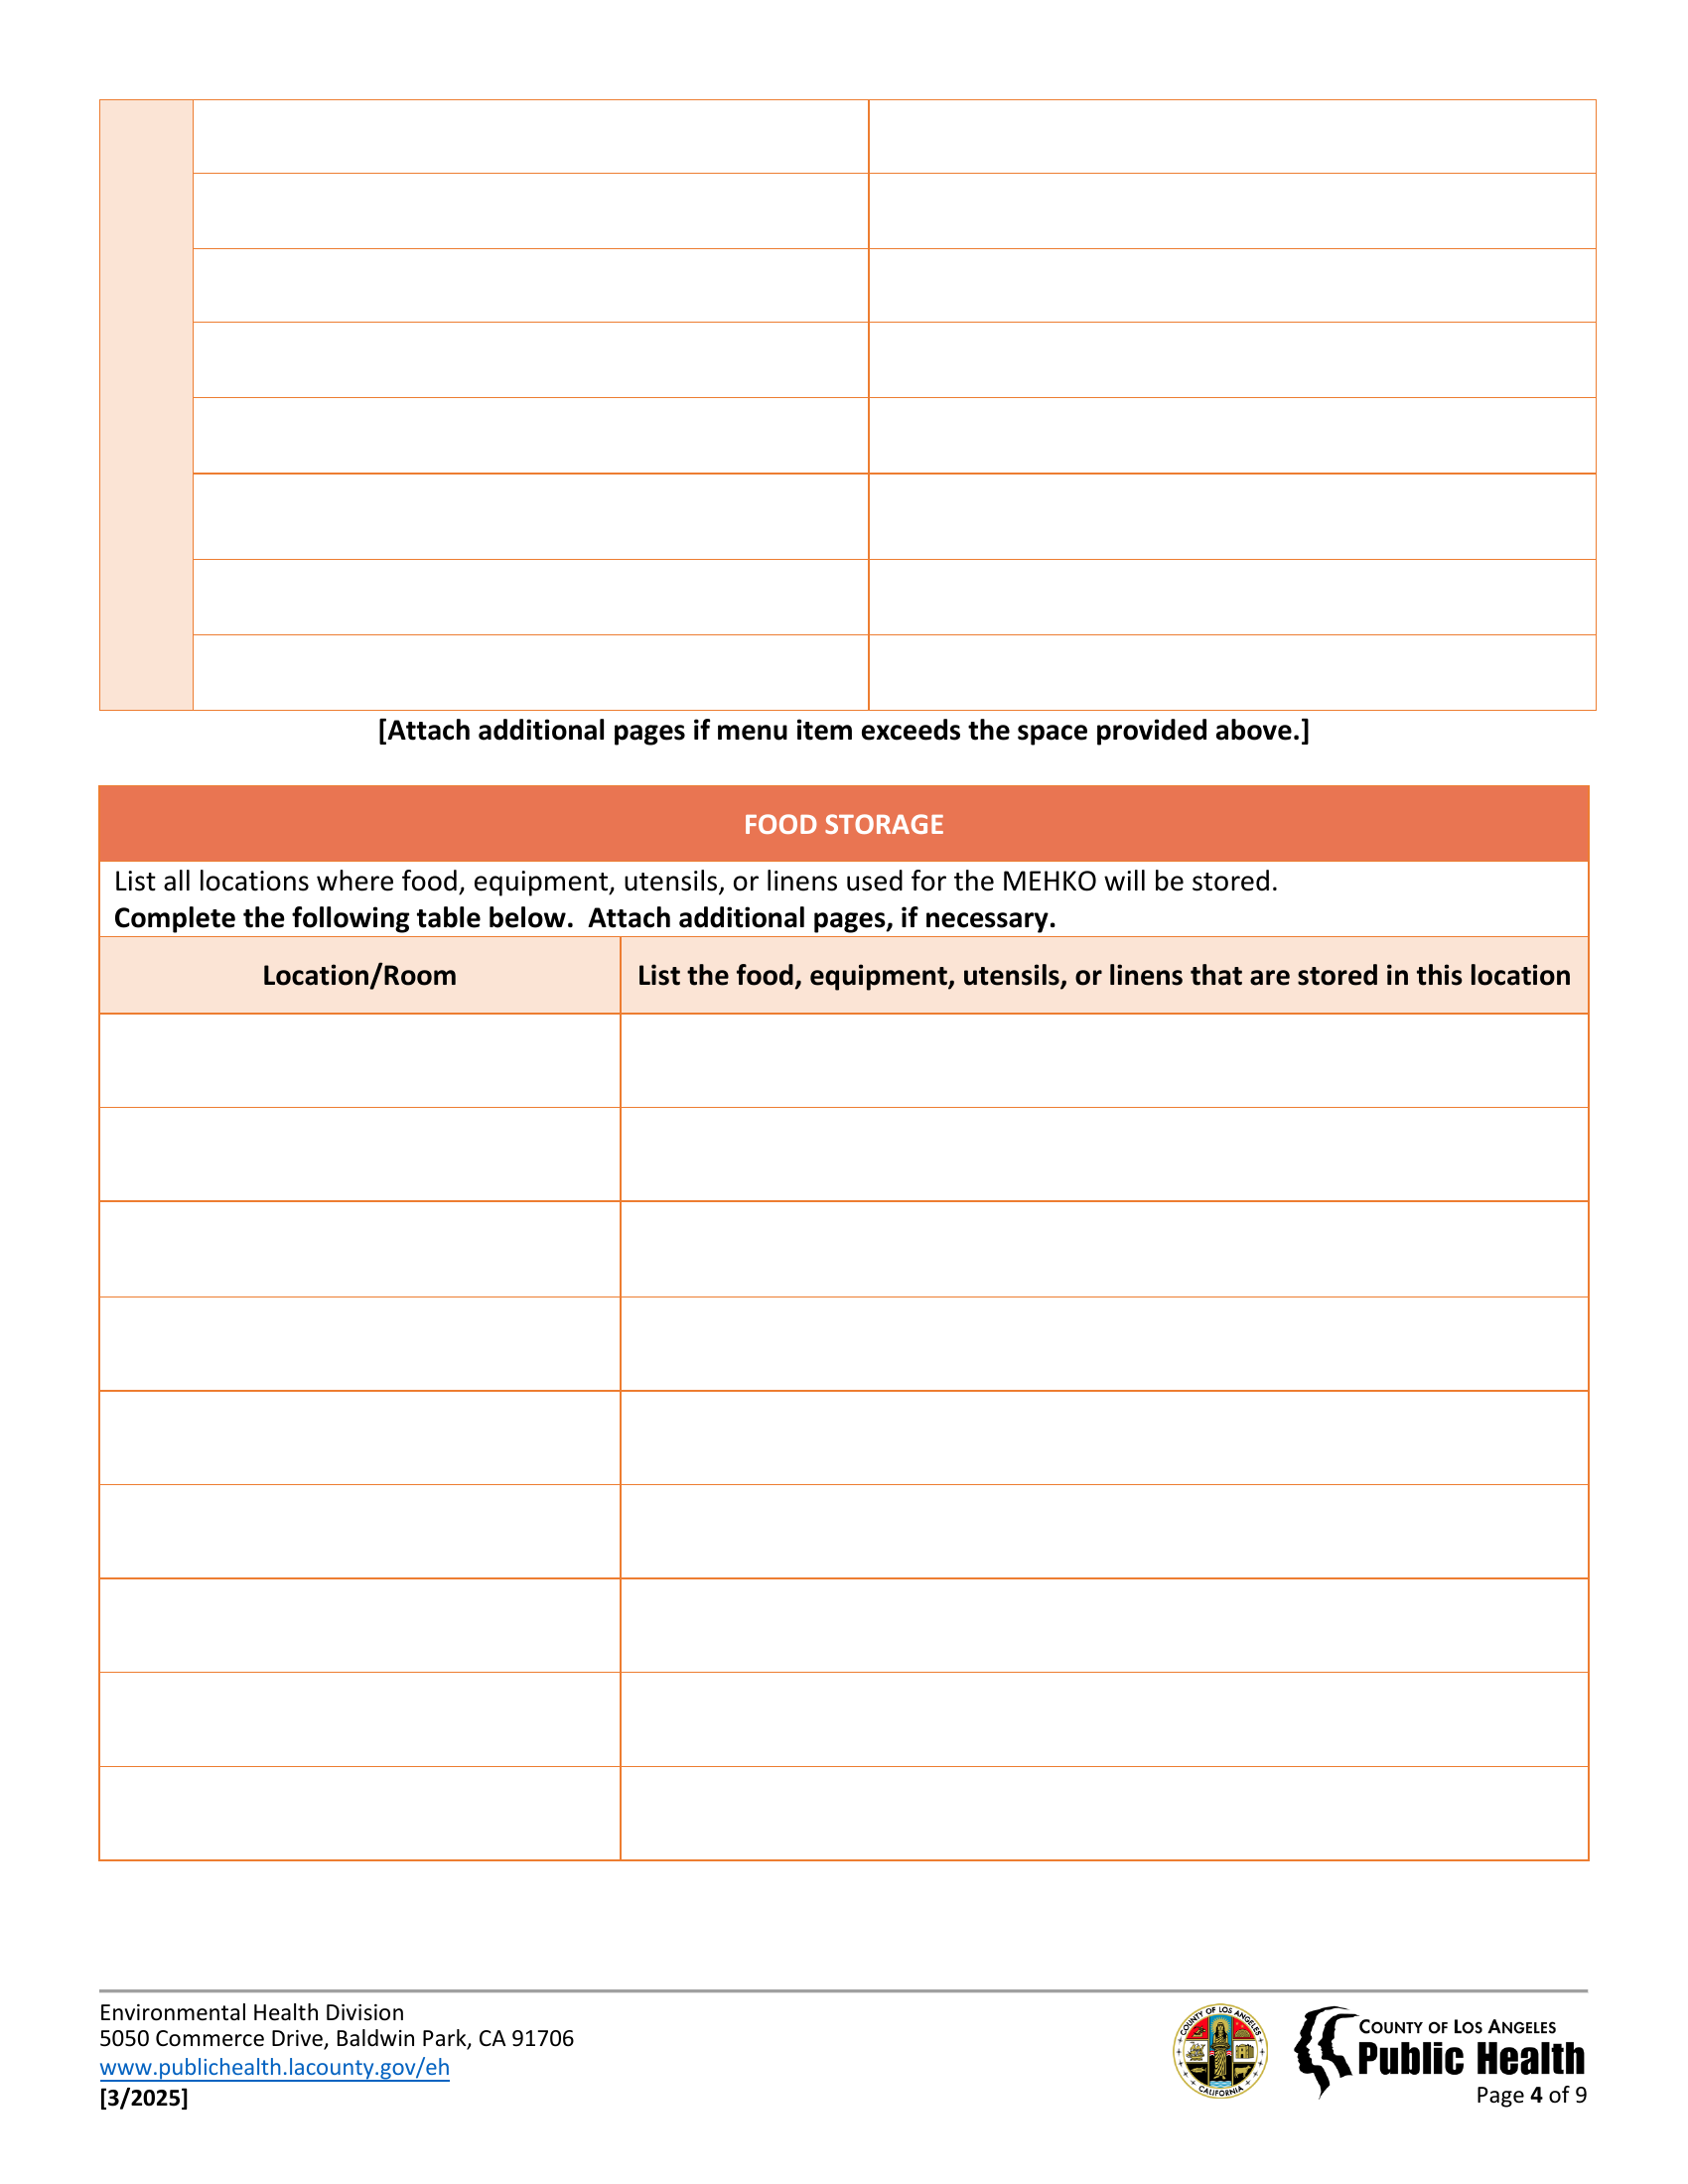 [Attach additional pages if menu item exceeds the space provided above.]
FOOD STORAGE
List all locations where food, equipment, utensils, or linens used for the MEHKO will be stored.
Complete the following table below.  Attach additional pages, if necessary.
Location/Room
List the food, equipment, utensils, or linens that are stored in this location
Environmental Health Division
5050 Commerce Drive, Baldwin Park, CA 91706
www.publichealth.lacounty.gov/eh
[3/2025]
COUNTY OF LOS ANGELES
CALIFORNIA
COUNTY OF LOS ANGELES
Public Health
Page 4 of 9